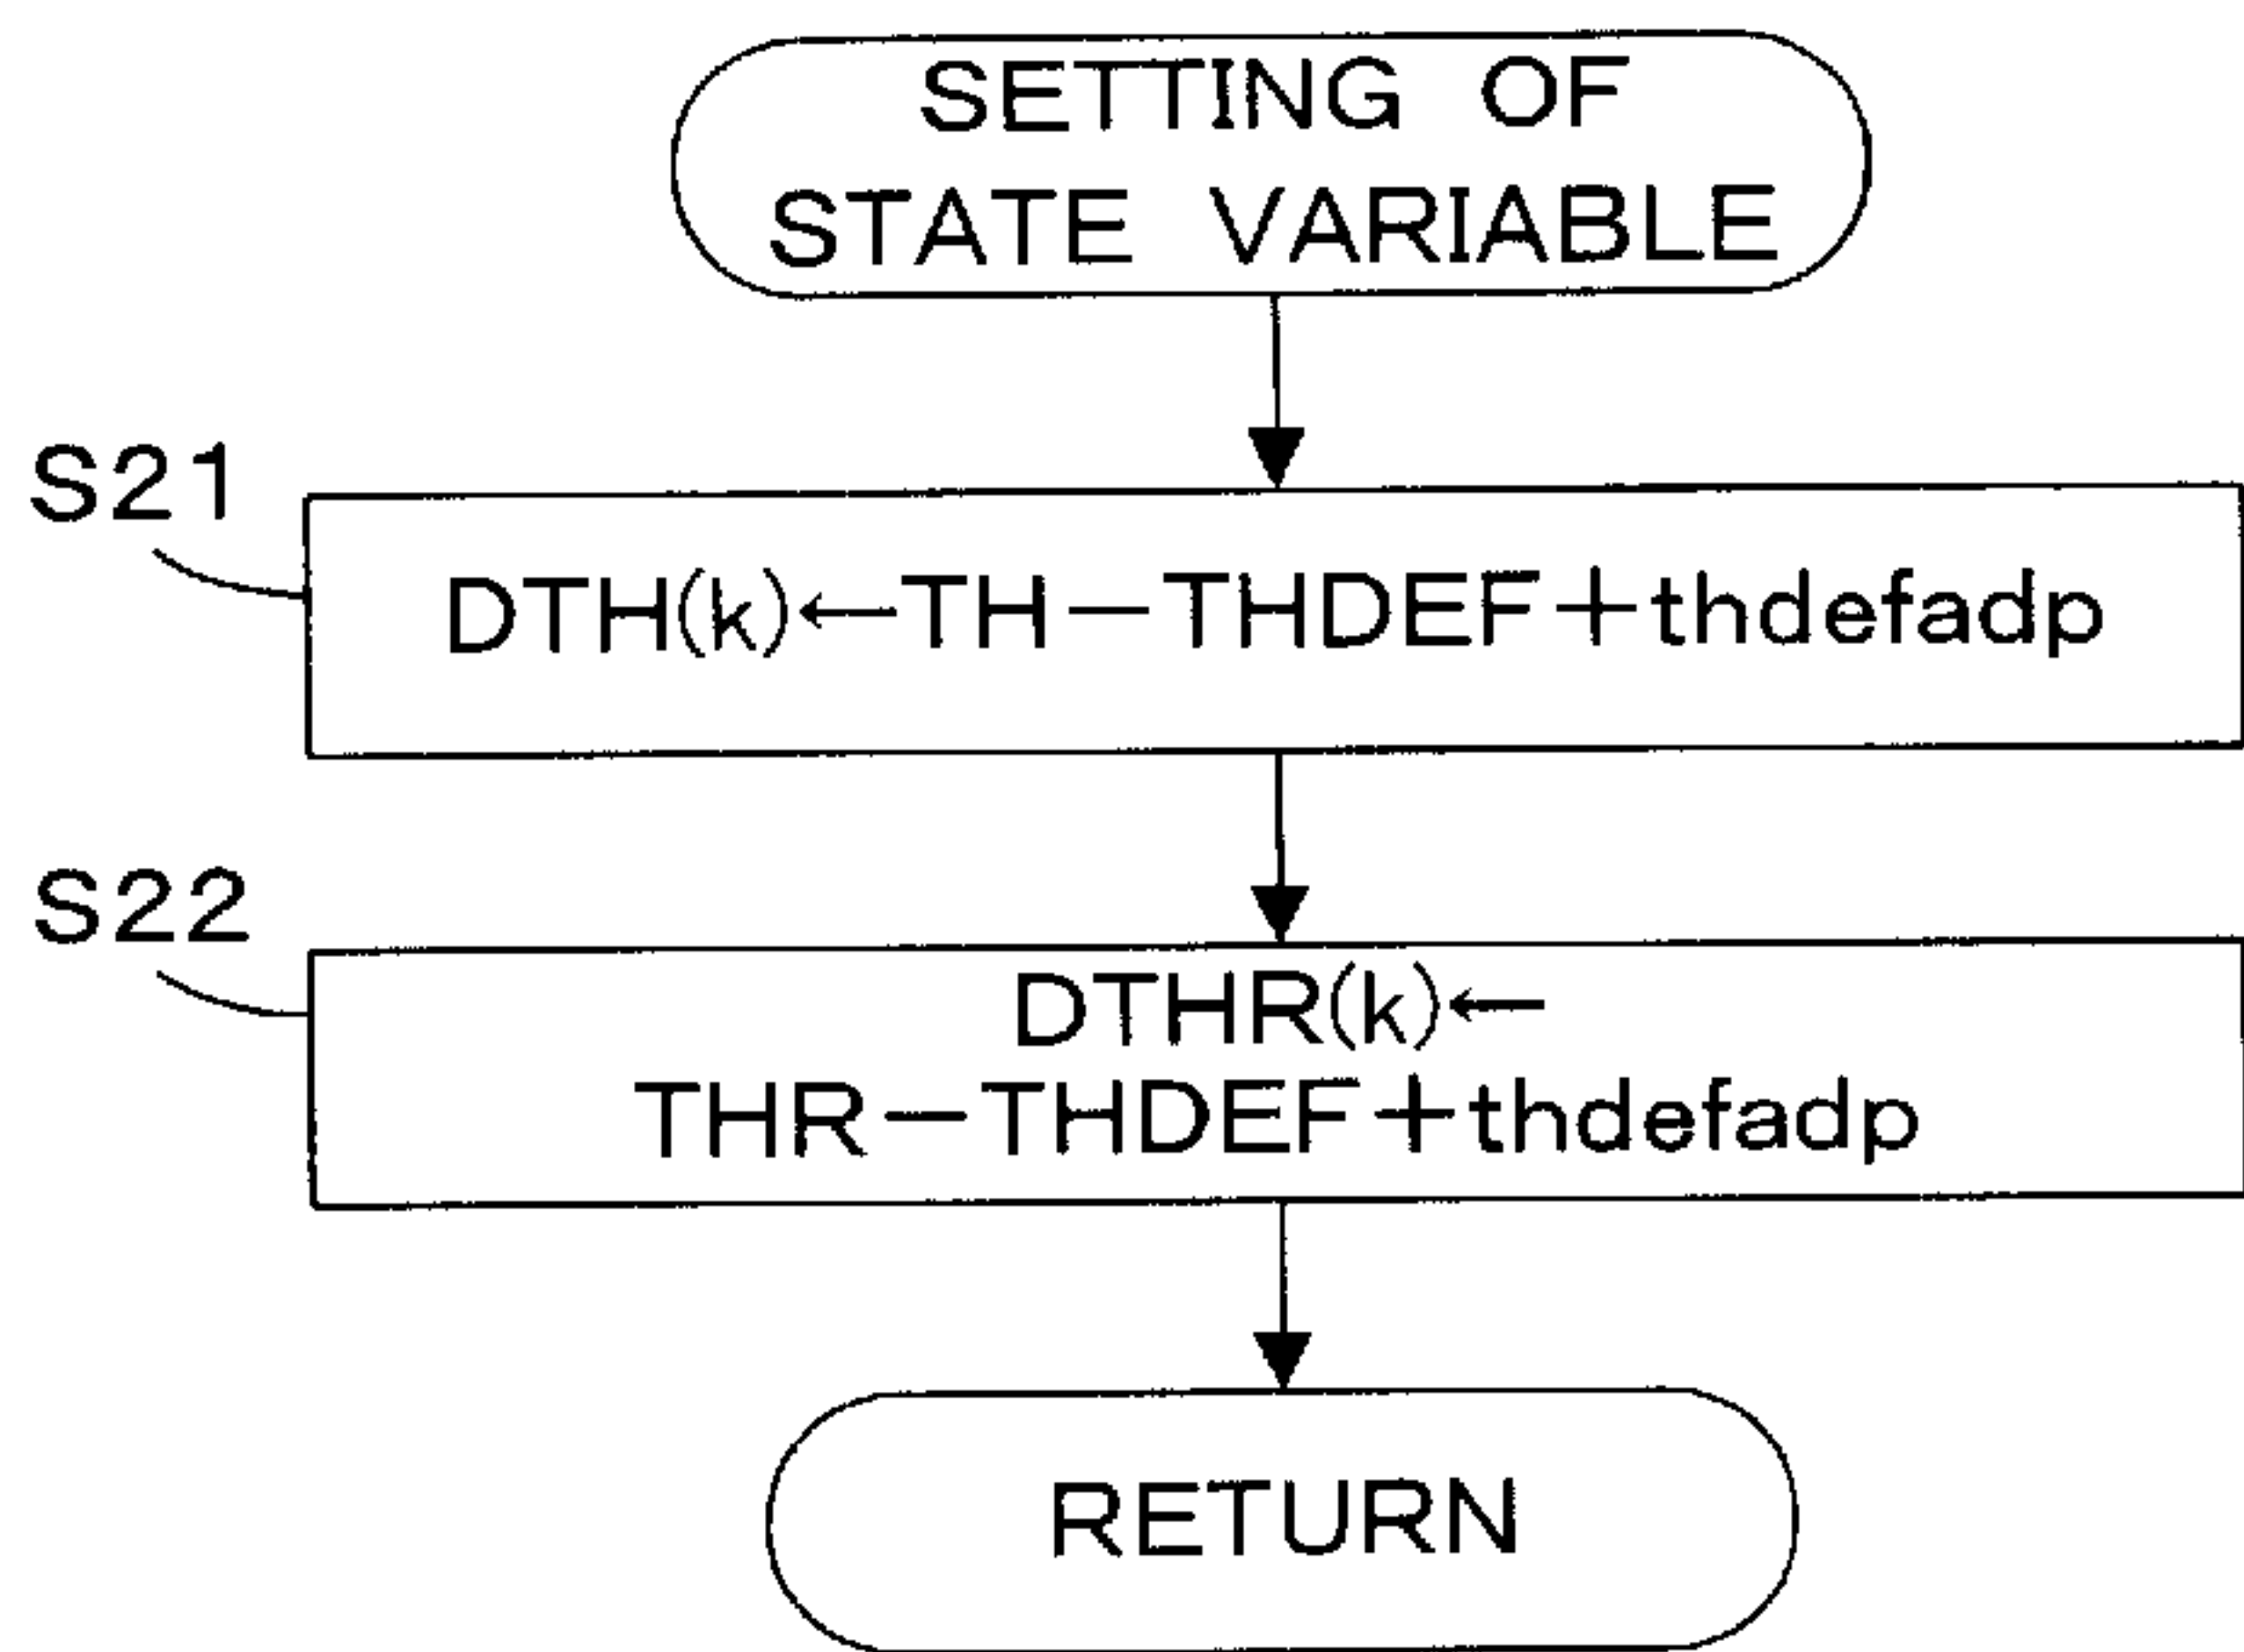 SETTING OF
STATE VARIABLE
S21
DTH(k)←TH−THDEF+thdefadp
S22
DTHR(k)←
THR−THDEF+thdefadp
RETURN